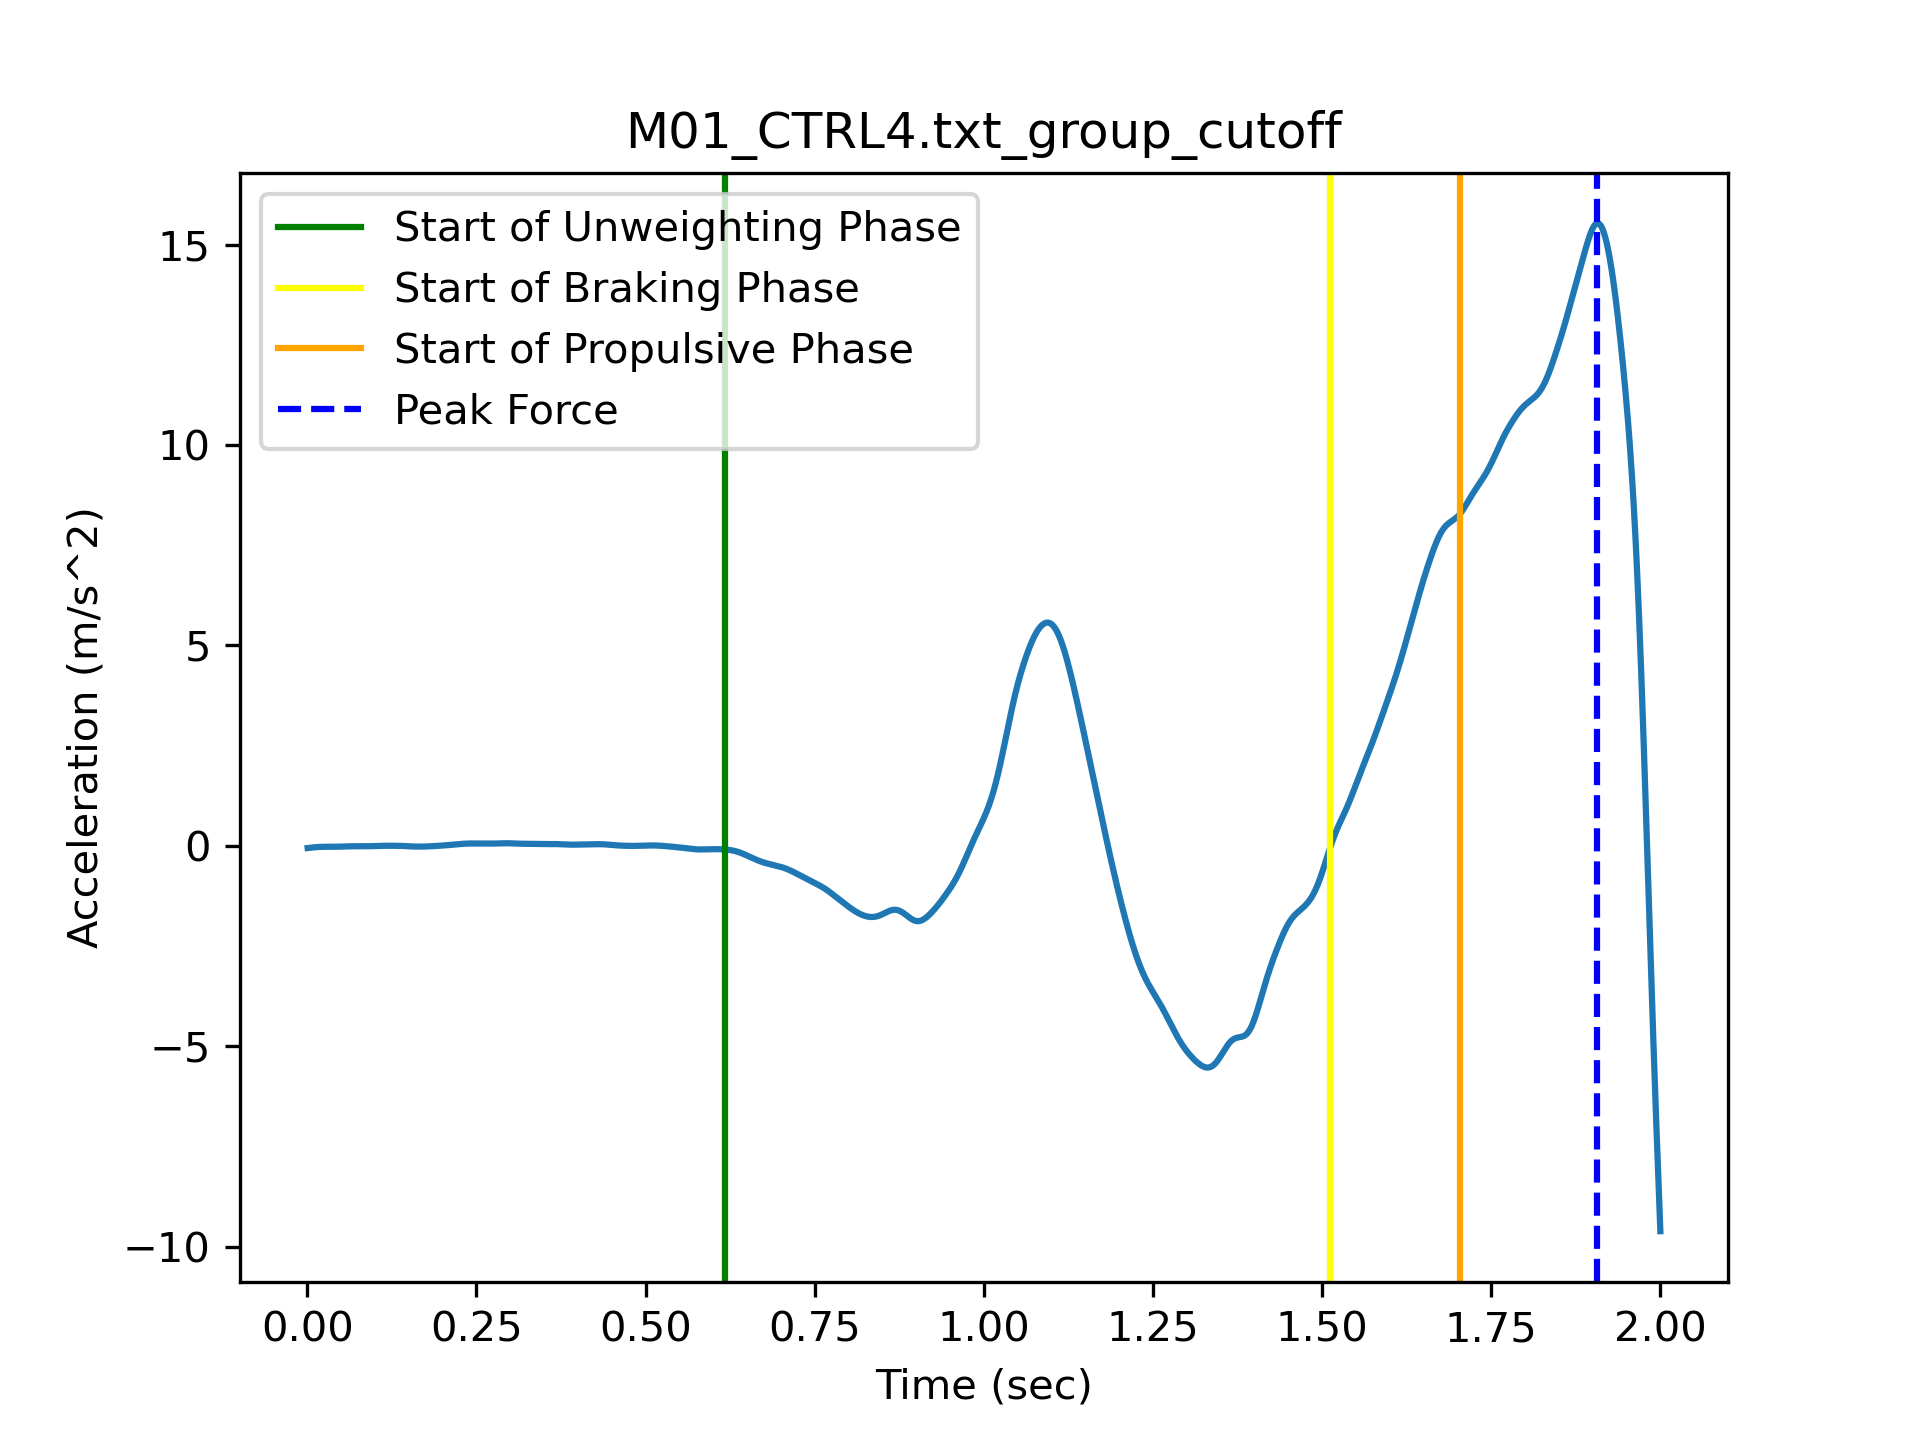 M01_CTRL4.txt_group_cutoff
Start of Unweighting Phase
Start of Braking Phase
Start of Propulsive Phase
Peak Force
Acceleration (m/s^2)
15
10
5
0
−5
−10
0.00 0.25 0.50 0.75 1.00 1.25 1.50 1.75 2.00
Time (sec)